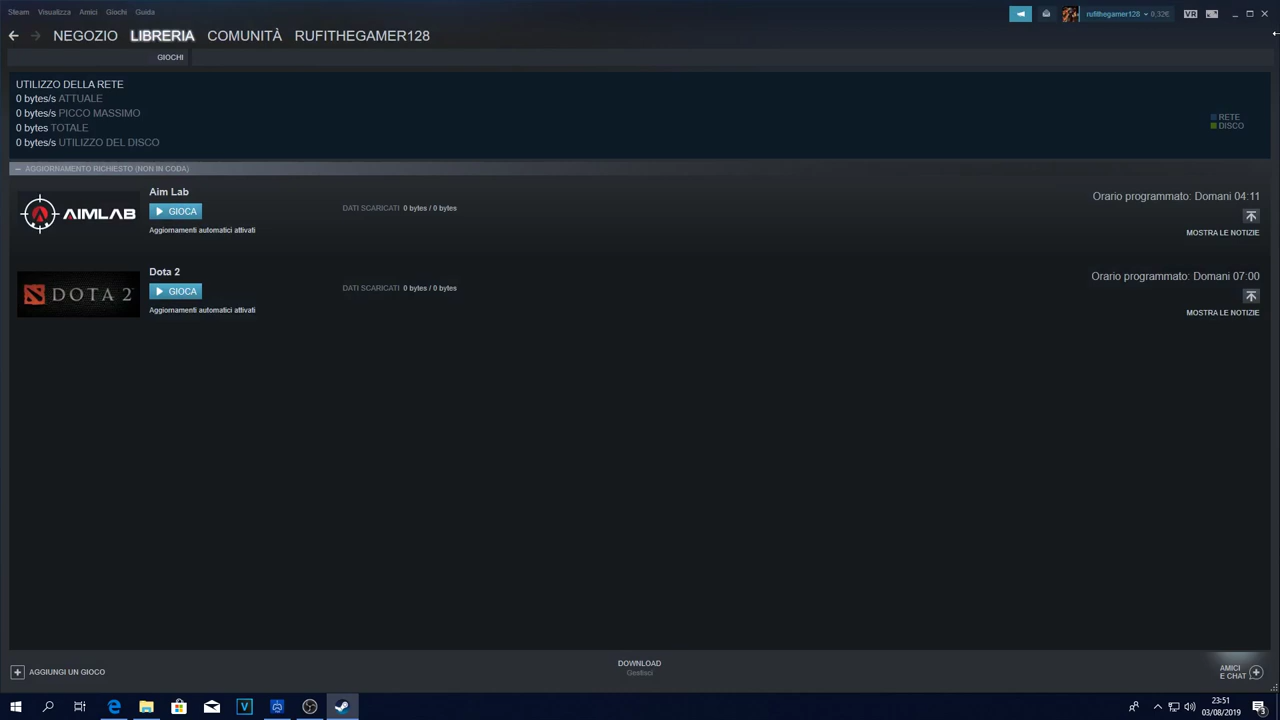 Steam Visualizza Amici Giochi Guida
rufithegamer128 0,32€ VR
NEGOZIO LIBRERIA COMUNITÀ RUFITHEGAMER128
GIOCHI
UTILIZZO DELLA RETE
0 bytes/s ATTUALE
0 bytes/s PICCO MASSIMO
0 bytes TOTALE
0 bytes/s UTILIZZO DEL DISCO
RETE
DISCO
AGGIORNAMENTO RICHIESTO (NON IN CODA)
AIMLAB
Aim Lab
GIOCA
Aggiornamenti automatici attivati
DATI SCARICATI 0 bytes / 0 bytes
Orario programmato: Domani 04:11
MOSTRA LE NOTIZIE
DOTA 2
Dota 2
GIOCA
Aggiornamenti automatici attivati
DATI SCARICATI 0 bytes / 0 bytes
Orario programmato: Domani 07:00
MOSTRA LE NOTIZIE
AGGIUNGI UN GIOCO
DOWNLOAD
Gestisci
AMICI
E CHAT
23:51
03/08/2019
3